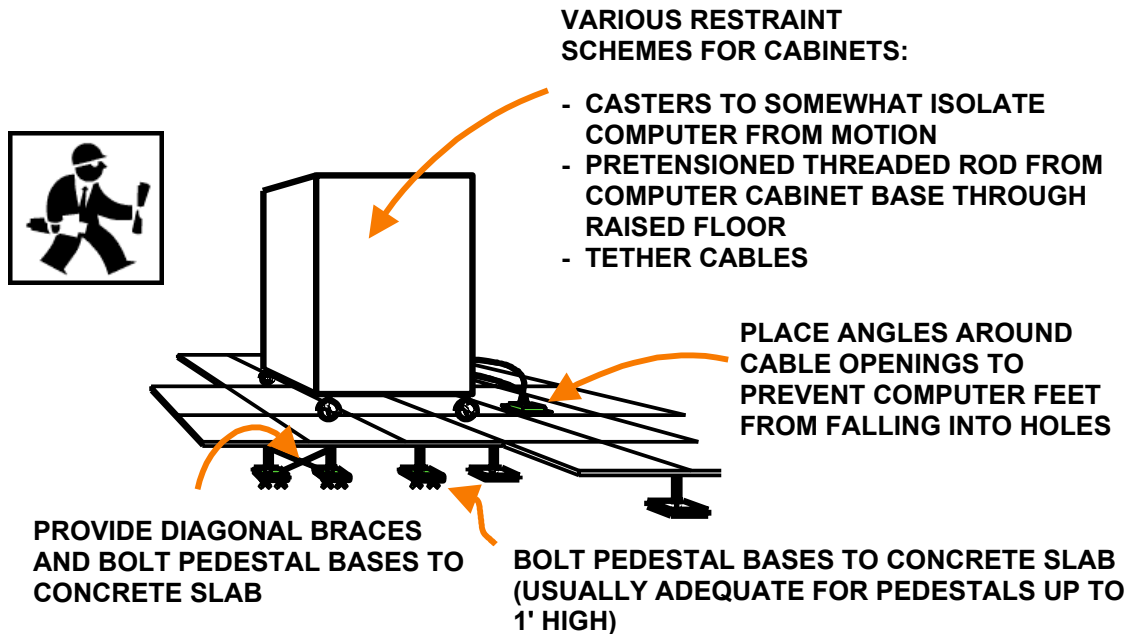 VARIOUS RESTRAINT
SCHEMES FOR CABINETS:
- CASTERS TO SOMEWHAT ISOLATE
COMPUTER FROM MOTION
- PRETENSIONED THREADED ROD FROM
COMPUTER CABINET BASE THROUGH
RAISED FLOOR
- TETHER CABLES
PLACE ANGLES AROUND
CABLE OPENINGS TO
PREVENT COMPUTER FEET
FROM FALLING INTO HOLES
PROVIDE DIAGONAL BRACES
AND BOLT PEDESTAL BASES TO
CONCRETE SLAB
BOLT PEDESTAL BASES TO CONCRETE SLAB
(USUALLY ADEQUATE FOR PEDESTALS UP TO
1' HIGH)